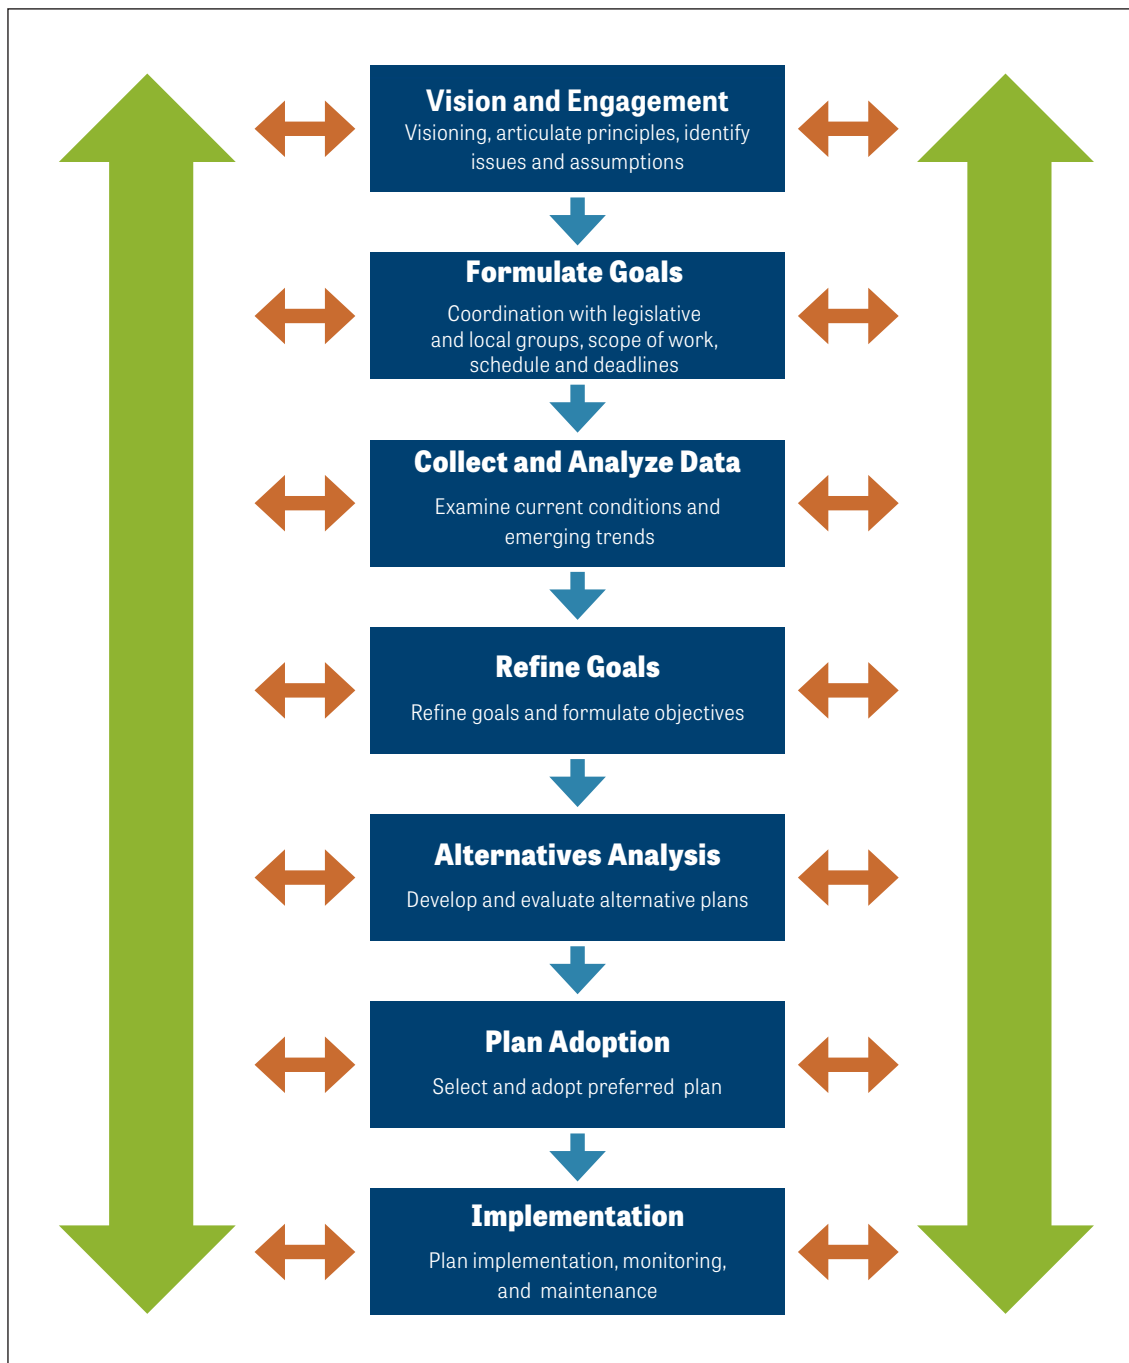 Vision and Engagement
Visioning, articulate principles, identify
issues and assumptions
Formulate Goals
Coordination with legislative
and local groups, scope of work,
schedule and deadlines
Collect and Analyze Data
Examine current conditions and
emerging trends
Refine Goals
Refine goals and formulate objectives
Alternatives Analysis
Develop and evaluate alternative plans
Plan Adoption
Select and adopt preferred plan
Implementation
Plan implementation, monitoring,
and maintenance